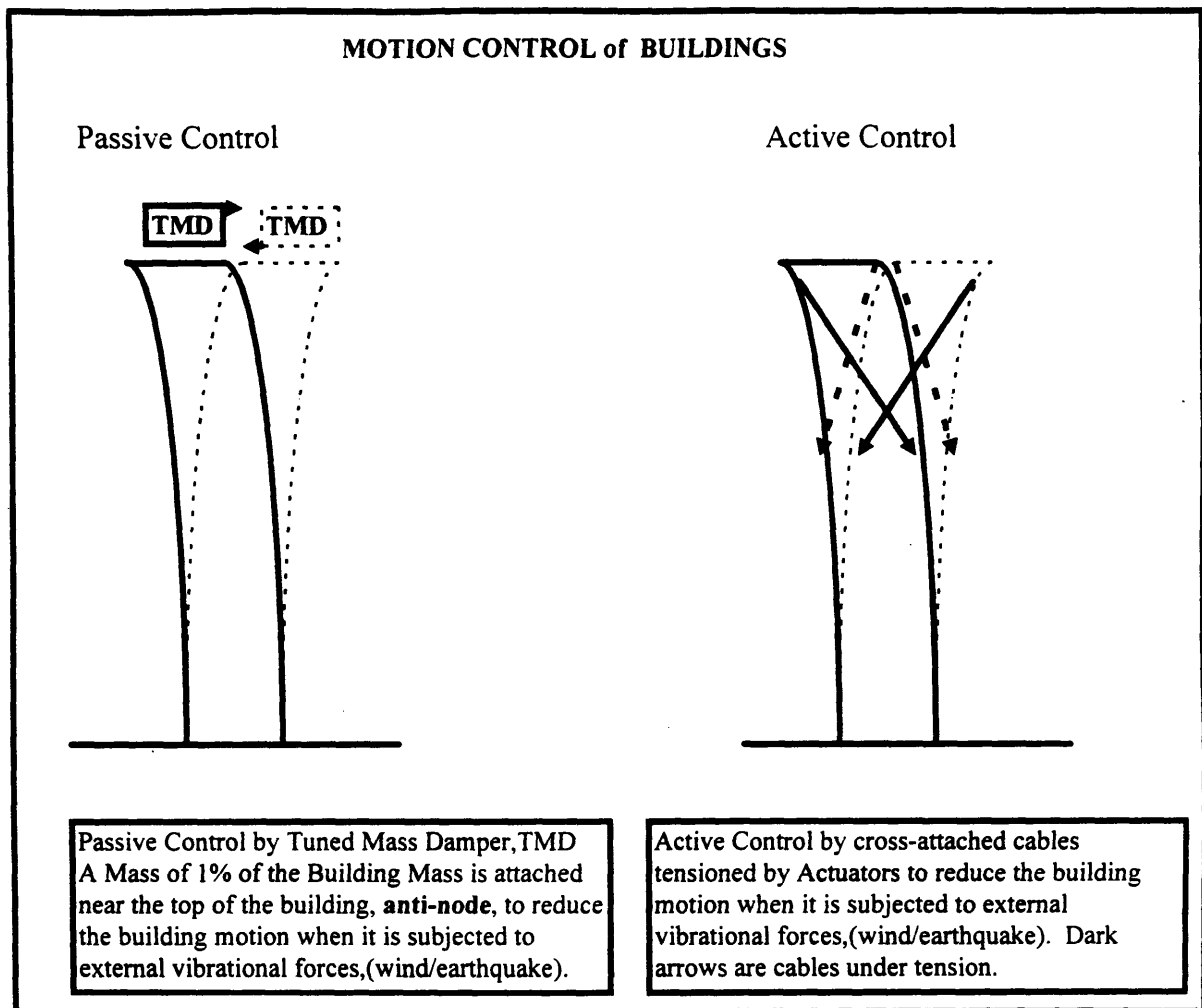 MOTION CONTROL of BUILDINGS
Passive Control
Active Control
TMD
TMD
Passive Control by Tuned Mass Damper,TMD
A Mass of 1% of the Building Mass is attached
near the top of the building, anti-node, to reduce
the building motion when it is subjected to
external vibrational forces,(wind/earthquake).
Active Control by cross-attached cables
tensioned by Actuators to reduce the building
motion when it is subjected to external
vibrational forces,(wind/earthquake). Dark
arrows are cables under tension.